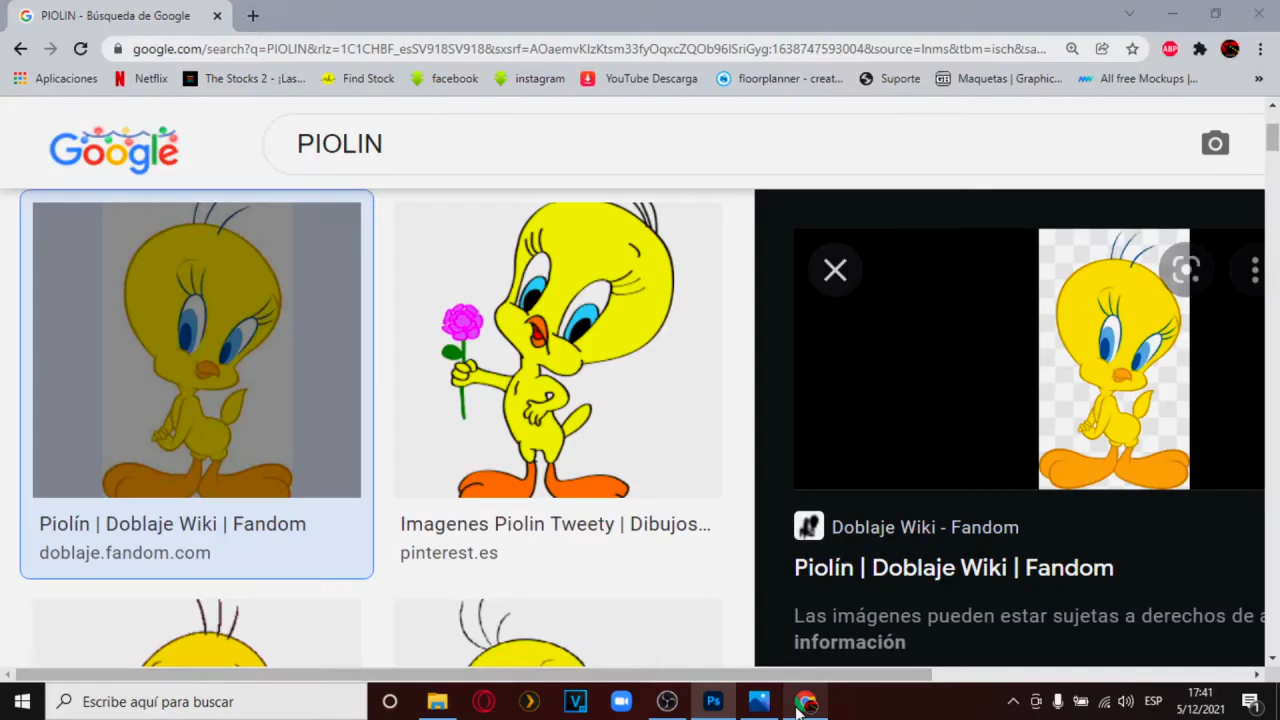 PIOLIN - Búsqueda de Google
google.com/search?q=PIOLIN&rlz=1C1CHBF_esSV918SV918&sxsrf=AOaemvKIzKtsm33fyOqxcZQOb96lSriGyg:1638747593004&source=lnms&tbm=isch&sa...
Aplicaciones Netflix The Stocks 2 - ¡Las... Find Stock facebook instagram YouTube Descarga floorplanner - creat... Suporte Maquetas | Graphic... All free Mockups |... »
Google PIOLIN
Piolín | Doblaje Wiki | Fandom
doblaje.fandom.com
Imagenes Piolin Tweety | Dibujos...
pinterest.es
Doblaje Wiki - Fandom
Piolín | Doblaje Wiki | Fandom
Las imágenes pueden estar sujetas a derechos de a
información
Escribe aquí para buscar
Ps
ESP
17:41
5/12/2021